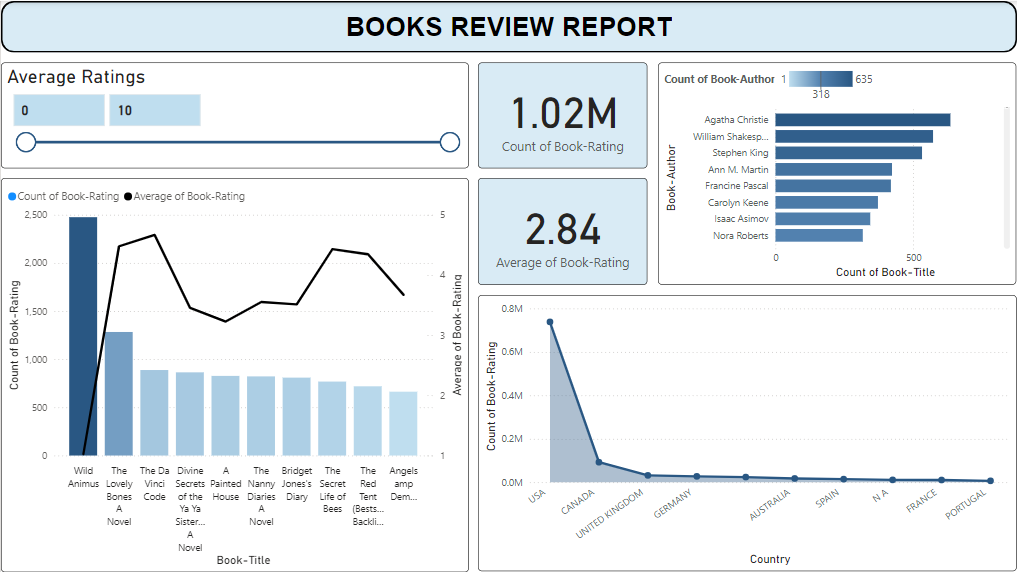 BOOKS REVIEW REPORT
Average Ratings
0
10
1.02M
Count of Book-Rating
2.84
Average of Book-Rating
Count of Book-Author
1
635
318
Book-Author
Agatha Christie
William Shakesp...
Stephen King
Ann M. Martin
Francine Pascal
Carolyn Keene
Isaac Asimov
Nora Roberts
0
500
Count of Book-Title
Count of Book-Rating
Average of Book-Rating
Count of Book-Rating
2,500
2,000
1,500
1,000
500
0
5
4
3
2
1
Average of Book-Rating
Wild
Animus
The
Lovely
Bones
A
Novel
The Da
Vinci
Code
Divine
Secrets
of the
Ya Ya
Sister...
A
Novel
A
Painted
House
The
Nanny
Diaries
A
Novel
Bridget
Jones's
Diary
The
Secret
Life of
Bees
The
Red
Tent
(Bests...
Backli...
Angels
amp
Dem...
Book-Title
Count of Book-Rating
0.8M
0.6M
0.4M
0.2M
0.0M
USA
CANADA
UNITED KINGDOM
GERMANY
AUSTRALIA
SPAIN
N A
FRANCE
PORTUGAL
Country